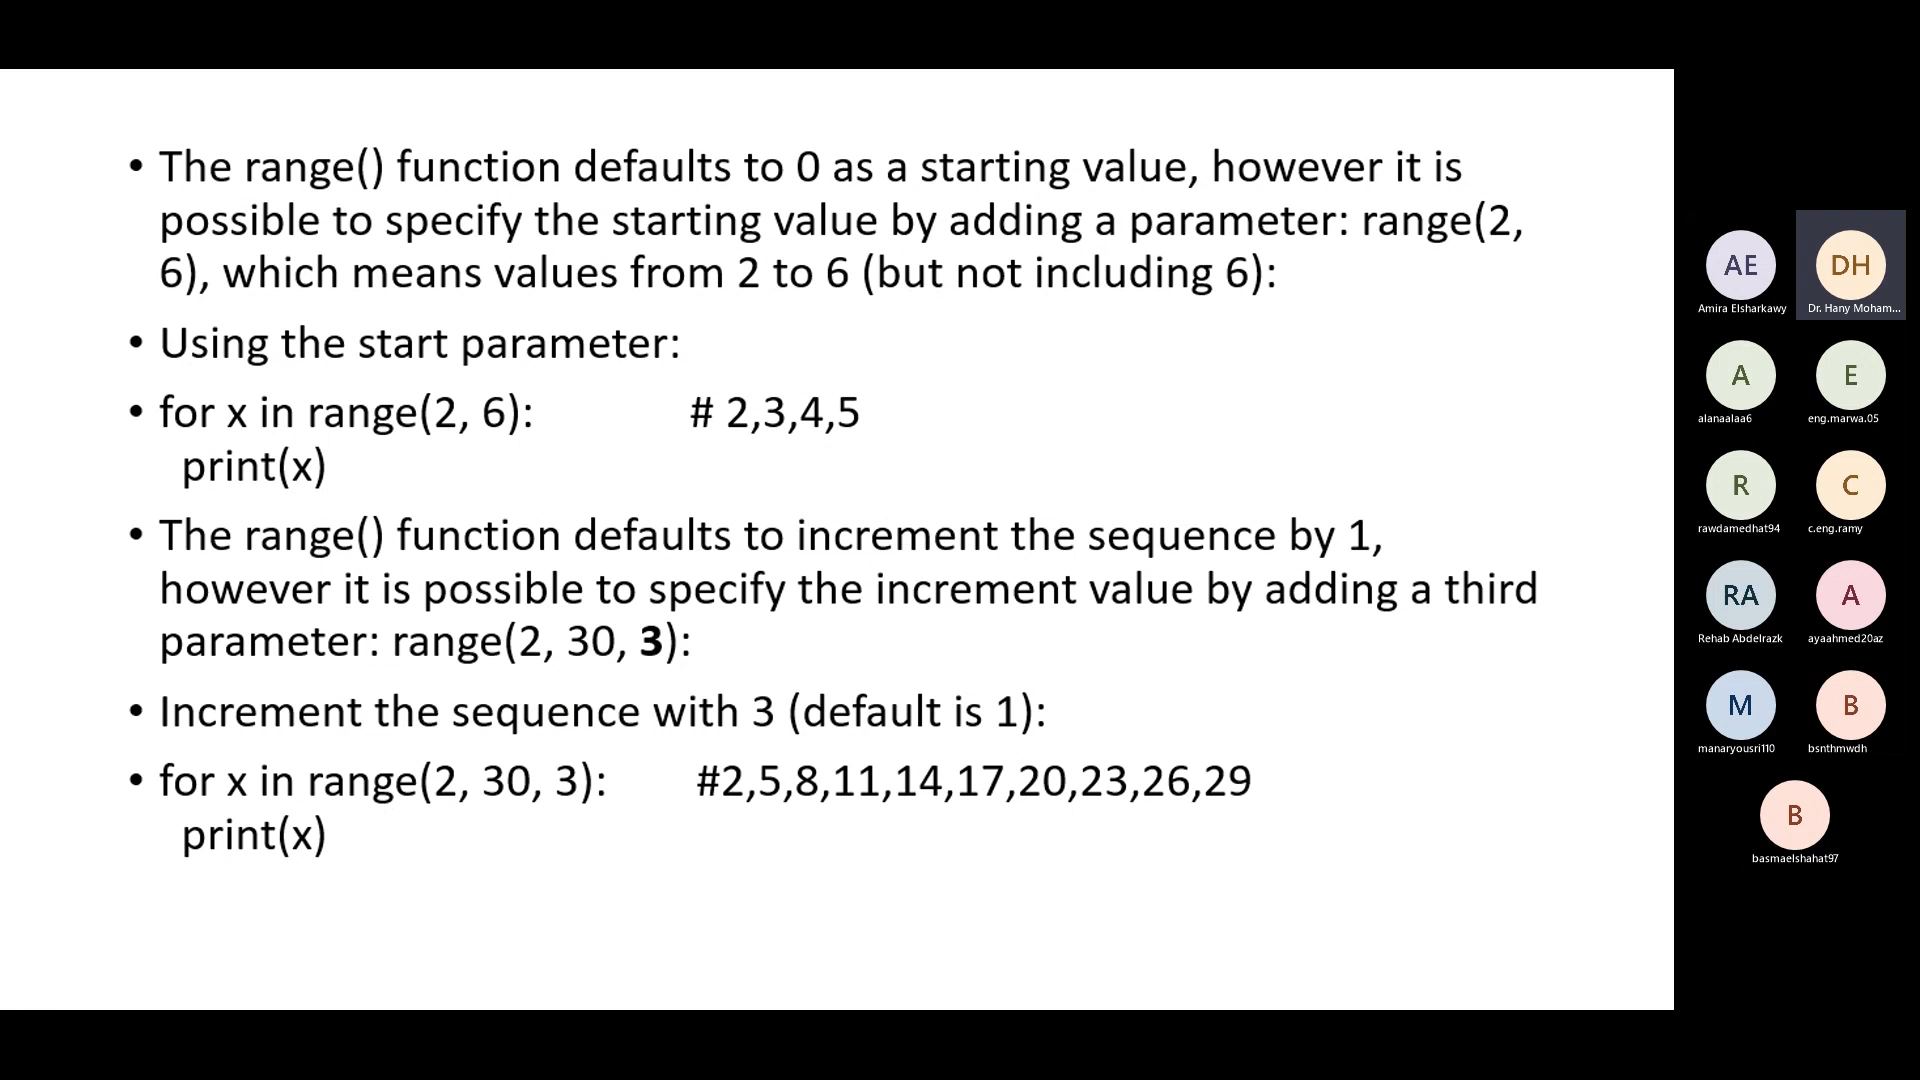 • The range() function defaults to 0 as a starting value, however it is
possible to specify the starting value by adding a parameter: range(2,
6), which means values from 2 to 6 (but not including 6):
• Using the start parameter:
• for x in range(2, 6): # 2,3,4,5
print(x)
• The range() function defaults to increment the sequence by 1,
however it is possible to specify the increment value by adding a third
parameter: range(2, 30, 3):
• Increment the sequence with 3 (default is 1):
• for x in range(2, 30, 3): #2,5,8,11,14,17,20,23,26,29
print(x)
AE DH
Amira Elsharkawy Dr. Hany Moham...
A E
alanaalaa6 eng.marwa.05
R C
rawdamedhat94 c.eng.ramy
RA A
Rehab Abdelrazk ayaahmed20az
M B
manaryousri110 bsnthmwdh
B
basmaelshahat97